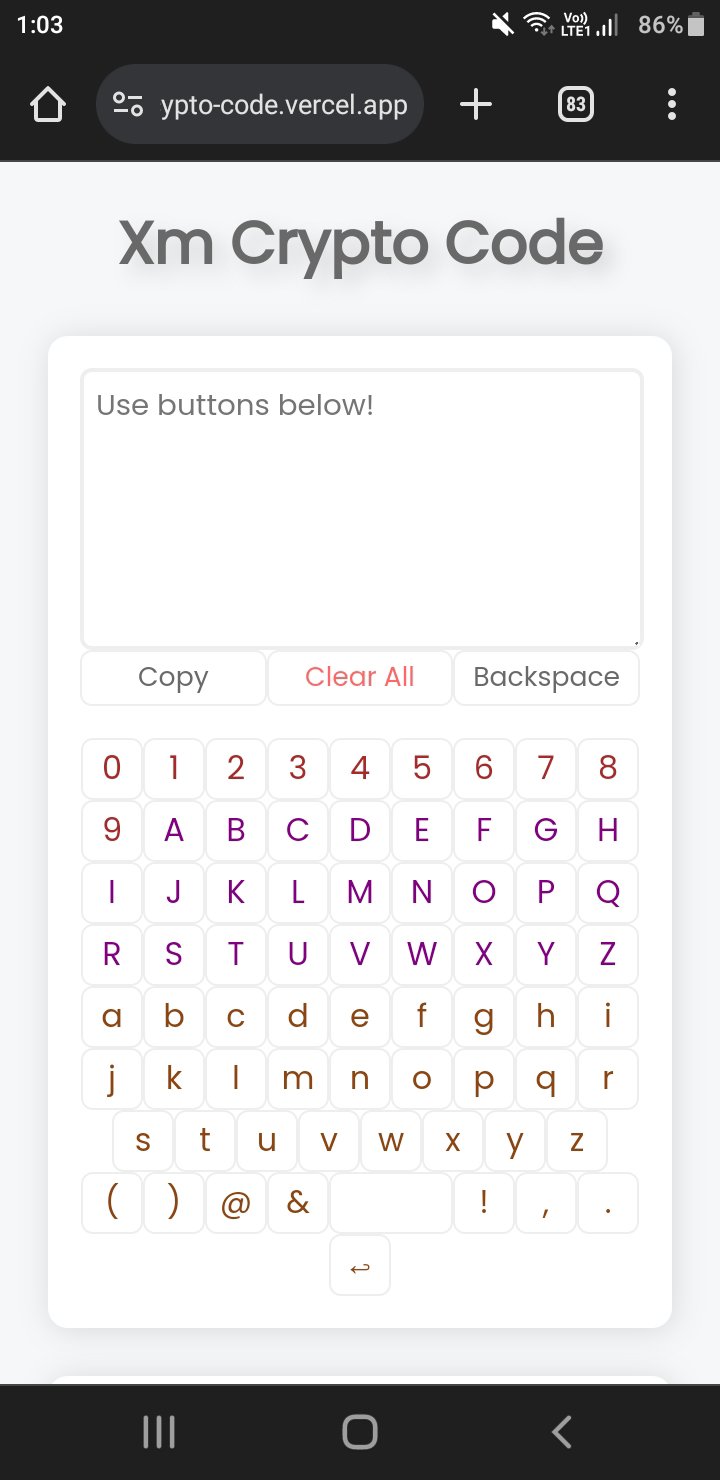 1:03 Vo)) LTE1 86%
ypto-code.vercel.app 83
Xm Crypto Code
Use buttons below!
Copy Clear All Backspace
0 1 2 3 4 5 6 7 8
9 A B C D E F G H
I J K L M N O P Q
R S T U V W X Y Z
a b c d e f g h i
j k l m n o p q r
s t u v w x y z
( ) @ & ! , .
↩